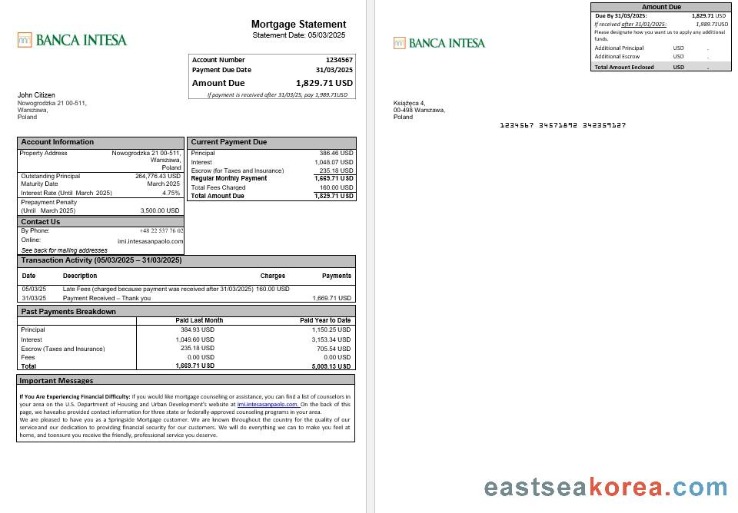 Mortgage Statement
Statement Date: 05/03/2025
BANCA INTESA
Account Number 1234567
Payment Due Date 31/03/2025
Amount Due 1,829.71 USD
If payment is received after 31/03/25, pay 1,989.71USD
John Citizen
Nowogrodzka 21 00-511,
Warszawa,
Poland
Account Information
Property Address Nowogrodzka 21 00-511,
Warszawa,
Poland
Outstanding Principal 264,776.43 USD
Maturity Date March 2025
Interest Rate (Until March 2025) 4.75%
Prepayment Penalty
(Until March 2025) 3,500.00 USD
Contact Us
By Phone: +48 22 537 76 02
Online: imi.intesasanpaolo.com
See back for mailing addresses
Current Payment Due
Principal 386.46 USD
Interest 1,048.07 USD
Escrow (for Taxes and Insurance) 235.18 USD
Regular Monthly Payment 1,669.71 USD
Total Fees Charged 160.00 USD
Total Amount Due 1,829.71 USD
Transaction Activity (05/03/2025 – 31/03/2025)
Date Description Charges Payments
05/03/25 Late Fees (charged because payment was received after 31/03/2025) 160.00 USD
31/03/25 Payment Received – Thank you 1,669.71 USD
Past Payments Breakdown
Paid Last Month Paid Year to Date
Principal 384.93 USD 1,150.25 USD
Interest 1,049.60 USD 3,153.34 USD
Escrow (Taxes and Insurance) 235.18 USD 705.54 USD
Fees 0.00 USD 0.00 USD
Total 1,669.71 USD 5,009.13 USD
Important Messages
If You Are Experiencing Financial Difficulty: If you would like mortgage counseling or assistance, you can find a list of counselors in
your area on the U.S. Department of Housing and Urban Development's website at imi.intesasanpaolo.com. On the back of
page, we havealso provided contact information for three state or federally approved counseling programs in your area.
We are pleased to have you as a Springside Mortgage customer. We are known throughout the country for the quality of our
serviceand our dedication to providing financial security for our customers. We will do everything we can to make you feel at
home, and toensure you receive the friendly, professional service you deserve.
Amount Due
Due By 31/03/2025: 1,829.71 USD
If received after 31/03/2025: 1,989.71USD
Please designate how you want us to apply any additional
funds.
Additional Principal USD -
Additional Escrow USD -
Total Amount Enclosed USD -
BANCA INTESA
Książęca 4,
00-498 Warszawa,
Poland
1234567 34571892 342359127
eastseakorea.com